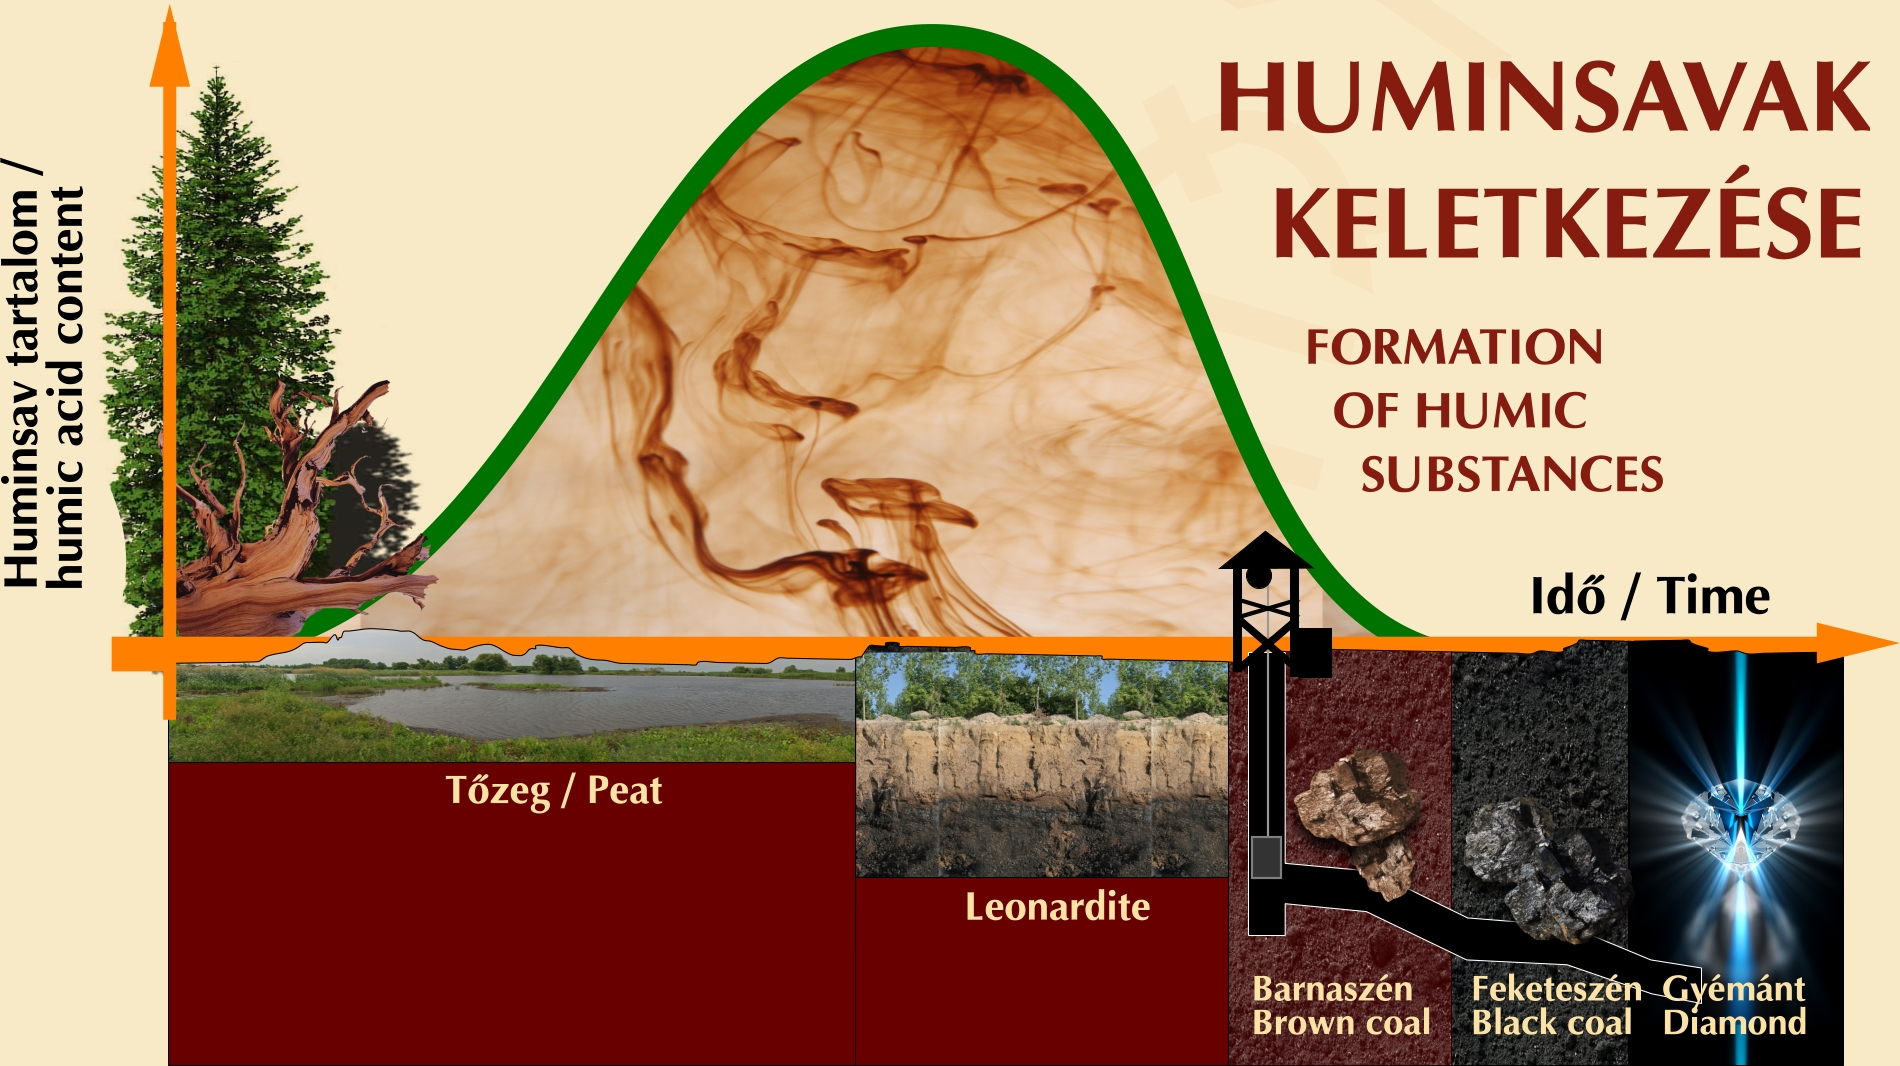 HUMINSAVAK
KELETKEZÉSE
FORMATION
OF HUMIC
SUBSTANCES
Huminsav tartalom /
humic acid content
Idő / Time
Tőzeg / Peat
Leonardite
Barnaszén
Brown coal
Feketeszén
Black coal
Gyémánt
Diamond